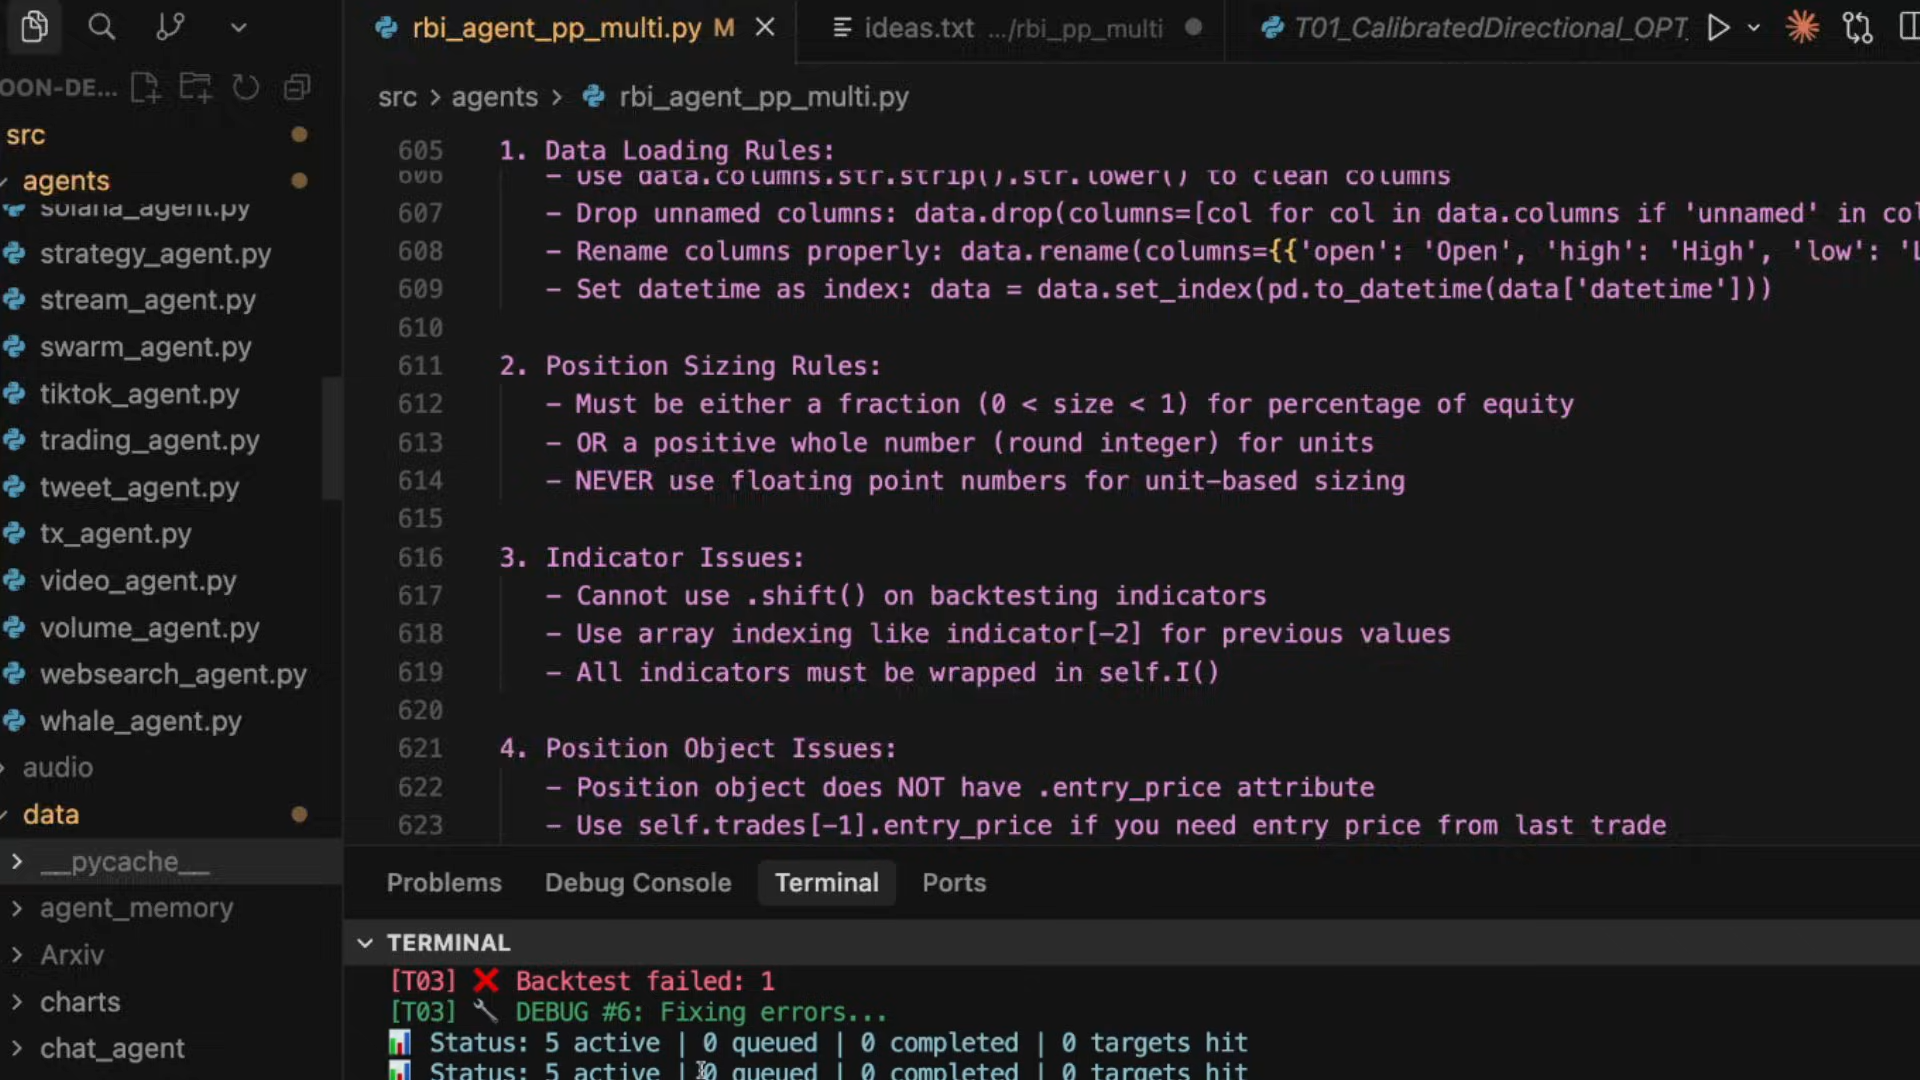 rbi_agent_pp_multi.py M
ideas.txt .../rbi_pp_multi
T01_CalibratedDirectional_OPT
OON-DE...
src > agents > rbi_agent_pp_multi.py
src
agents
solana_agent.py
strategy_agent.py
stream_agent.py
swarm_agent.py
tiktok_agent.py
trading_agent.py
tweet_agent.py
tx_agent.py
video_agent.py
volume_agent.py
websearch_agent.py
whale_agent.py
audio
data
__pycache__
agent_memory
Arxiv
charts
chat_agent
605 1. Data Loading Rules:
606 - Use data.columns.str.strip().str.lower() to clean columns
607 - Drop unnamed columns: data.drop(columns=[col for col in data.columns if 'unnamed' in col
608 - Rename columns properly: data.rename(columns={{'open': 'Open', 'high': 'High', 'low': 'L
609 - Set datetime as index: data = data.set_index(pd.to_datetime(data['datetime']))
610
611 2. Position Sizing Rules:
612 - Must be either a fraction (0 < size < 1) for percentage of equity
613 - OR a positive whole number (round integer) for units
614 - NEVER use floating point numbers for unit-based sizing
615
616 3. Indicator Issues:
617 - Cannot use .shift() on backtesting indicators
618 - Use array indexing like indicator[-2] for previous values
619 - All indicators must be wrapped in self.I()
620
621 4. Position Object Issues:
622 - Position object does NOT have .entry_price attribute
623 - Use self.trades[-1].entry_price if you need entry price from last trade
Problems Debug Console Terminal Ports
TERMINAL
[T03] ❌ Backtest failed: 1
[T03] 🔧 DEBUG #6: Fixing errors...
📊 Status: 5 active | 0 queued | 0 completed | 0 targets hit
📊 Status: 5 active | 0 queued | 0 completed | 0 targets hit